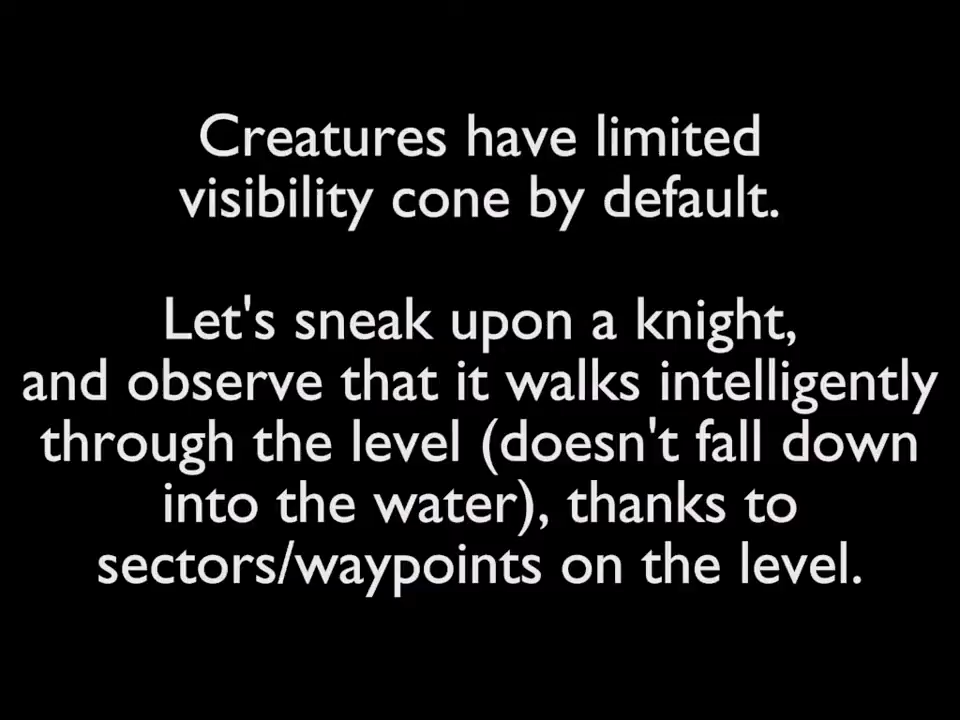 Creatures have limited
visibility cone by default.
Let's sneak upon a knight,
and observe that it walks intelligently
through the level (doesn't fall down
into the water), thanks to
sectors/waypoints on the level.